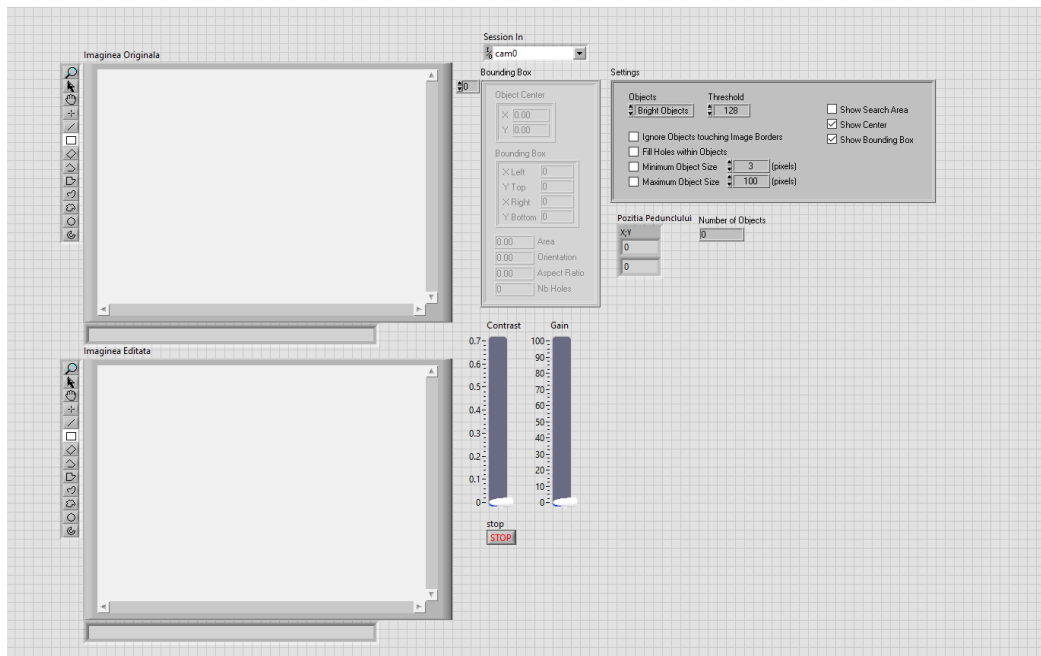 Session In
cam0
Imaginea Originala
Bounding Box
0
Object Center
X 0.00
Y 0.00
Bounding Box
X Left 0
Y Top 0
X Right 0
Y Bottom 0
0.00 Area
0.00 Orientation
0.00 Aspect Ratio
0 Nb Holes
Settings
Objects Threshold
Bright Objects 128
Ignore Objects touching Image Borders
Fill Holes within Objects
Minimum Object Size 3 (pixels)
Maximum Object Size 100 (pixels)
Show Search Area
Show Center
Show Bounding Box
Pozitia Pedunclului
X;Y
0
0
Number of Objects
0
Imaginea Editata
Contrast
0.7
0.6
0.5
0.4
0.3
0.2
0.1
0
Gain
100
90
80
70
60
50
40
30
20
10
0
stop
STOP